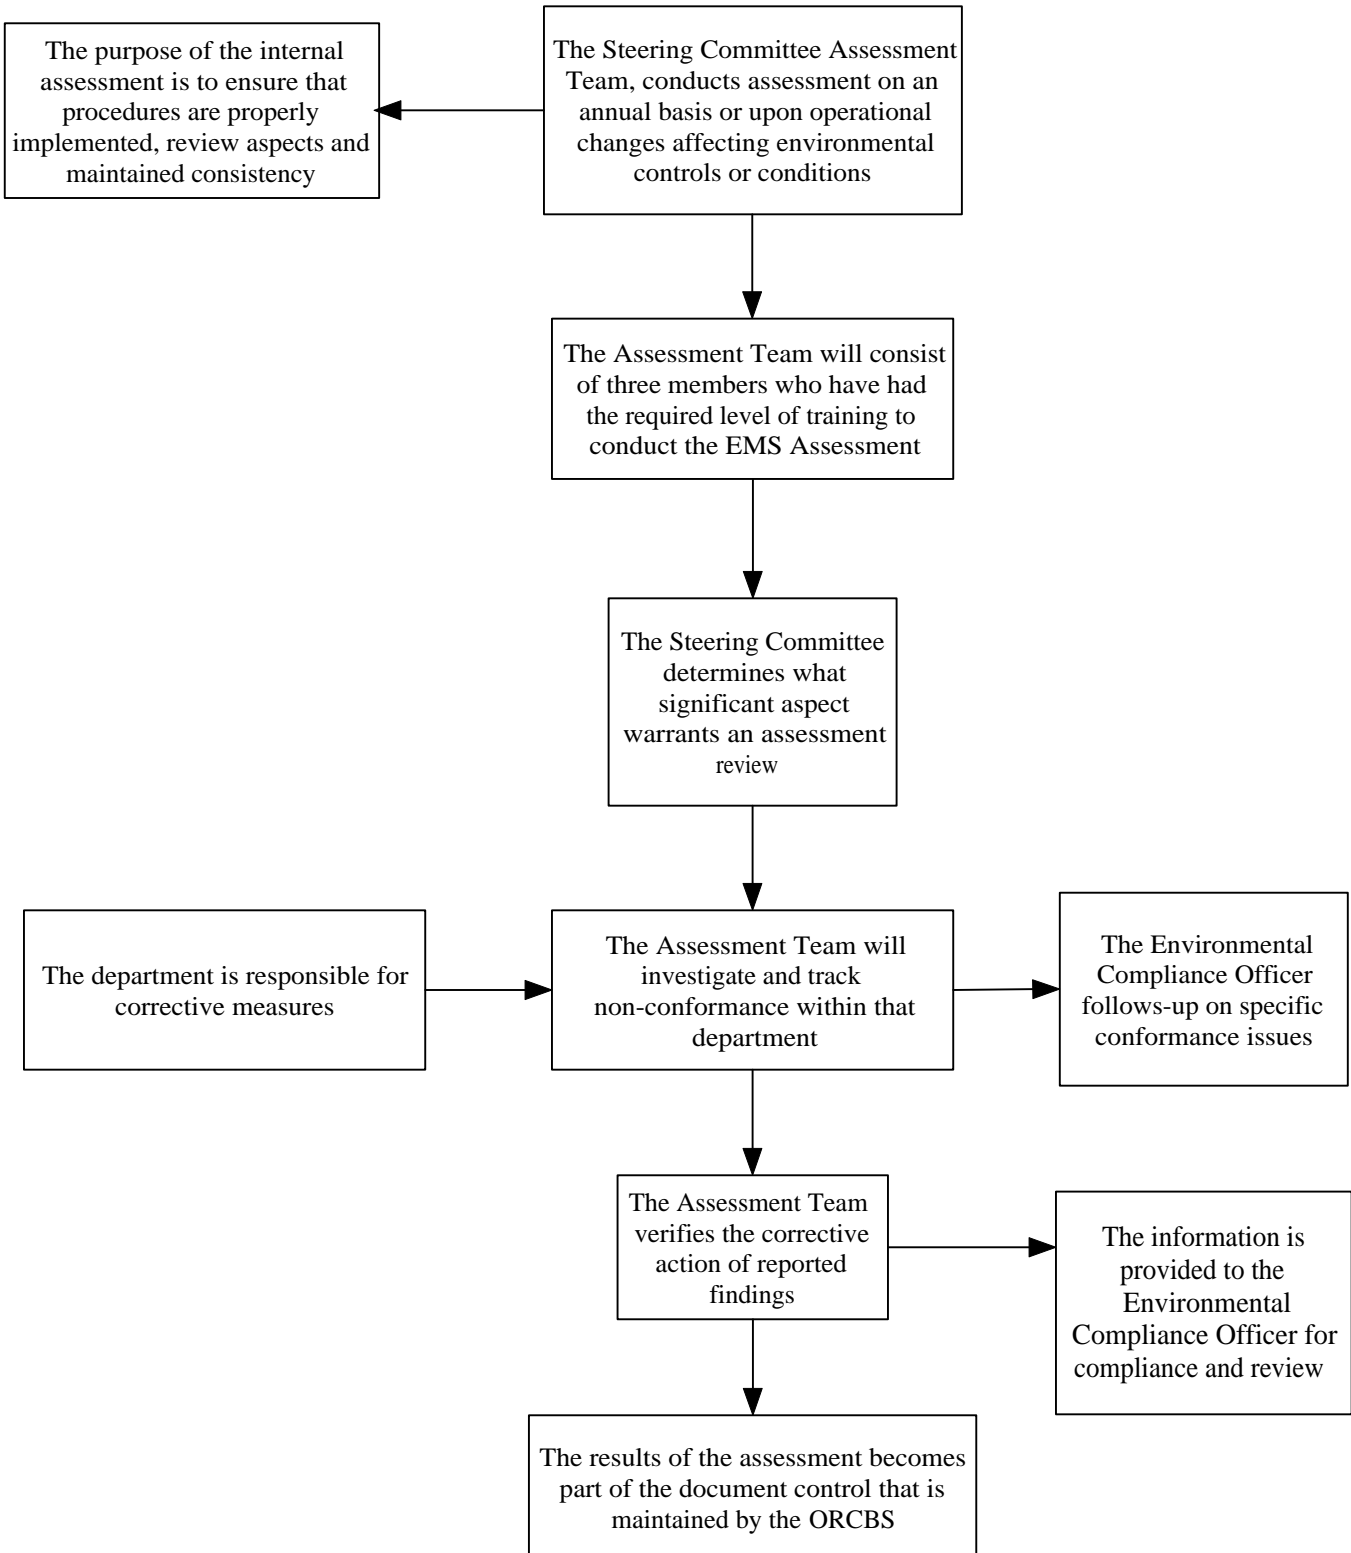 The purpose of the internal
assessment is to ensure that
procedures are properly
implemented, review aspects and
maintained consistency
The Steering Committee Assessment
Team, conducts assessment on an
annual basis or upon operational
changes affecting environmental
controls or conditions
The Assessment Team will consist
of three members who have had
the required level of training to
conduct the EMS Assessment
The Steering Committee
determines what
significant aspect
warrants an assessment
review
The department is responsible for
corrective measures
The Assessment Team will
investigate and track
non-conformance within that
department
The Environmental
Compliance Officer
follows-up on specific
conformance issues
The Assessment Team
verifies the corrective
action of reported
findings
The information is
provided to the
Environmental
Compliance Officer for
compliance and review
The results of the assessment becomes
part of the document control that is
maintained by the ORCBS